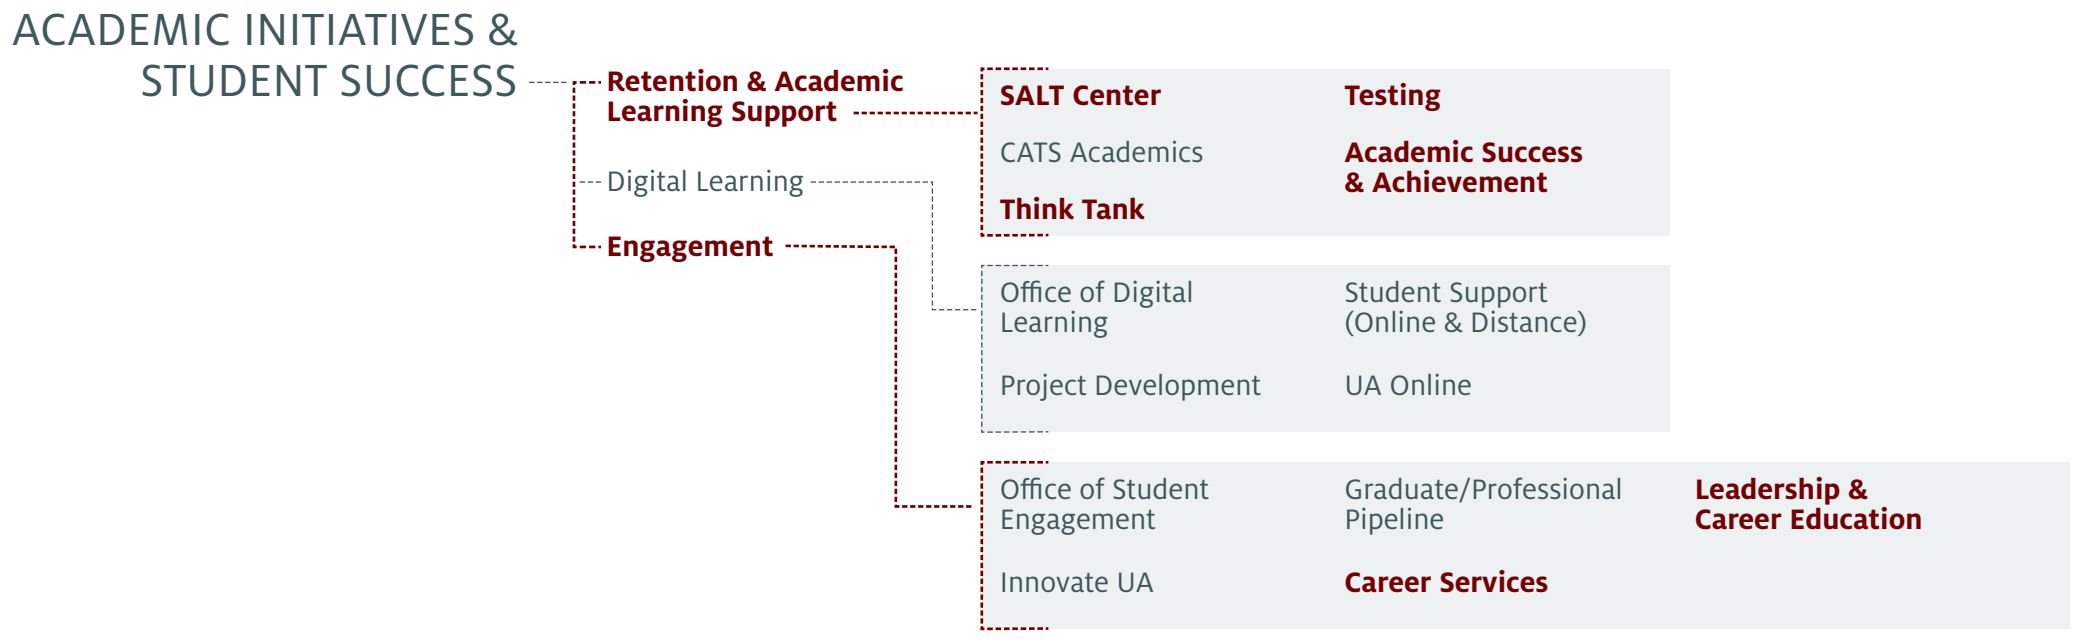 ACADEMIC INITIATIVES &
STUDENT SUCCESS
Retention & Academic
Learning Support
Digital Learning
Engagement
SALT Center
Testing
CATS Academics
Academic Success
& Achievement
Think Tank
Office of Digital
Learning
Student Support
(Online & Distance)
Project Development
UA Online
Office of Student
Engagement
Graduate/Professional
Pipeline
Leadership &
Career Education
Innovate UA
Career Services